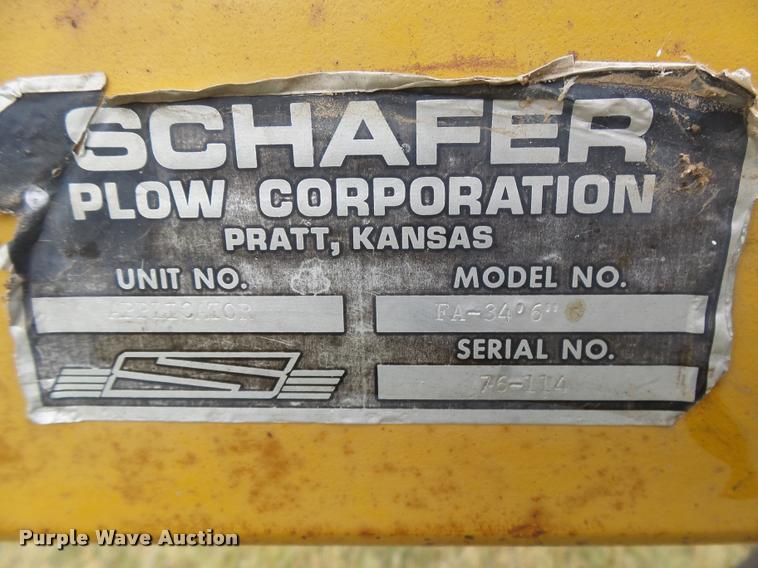 SCHAFER
PLOW CORPORATION
PRATT, KANSAS
UNIT NO.
APPLICATOR
MODEL NO.
FA-34°6"
SERIAL NO.
76-114
Purple Wave Auction